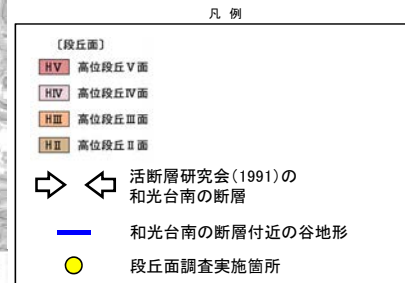 凡 例
〔段丘面〕
HⅤ 高位段丘Ⅴ面
HⅣ 高位段丘Ⅳ面
HⅢ 高位段丘Ⅲ面
HⅡ 高位段丘Ⅱ面
活断層研究会(1991)の
和光台南の断層
和光台南の断層付近の谷地形
段丘面調査実施箇所